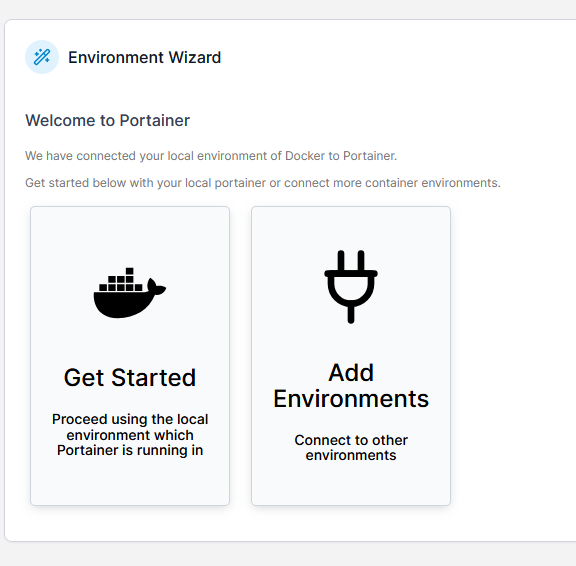 Environment Wizard
Welcome to Portainer
We have connected your local environment of Docker to Portainer.
Get started below with your local portainer or connect more container environments.
Get Started
Proceed using the local
environment which
Portainer is running in
Add
Environments
Connect to other
environments